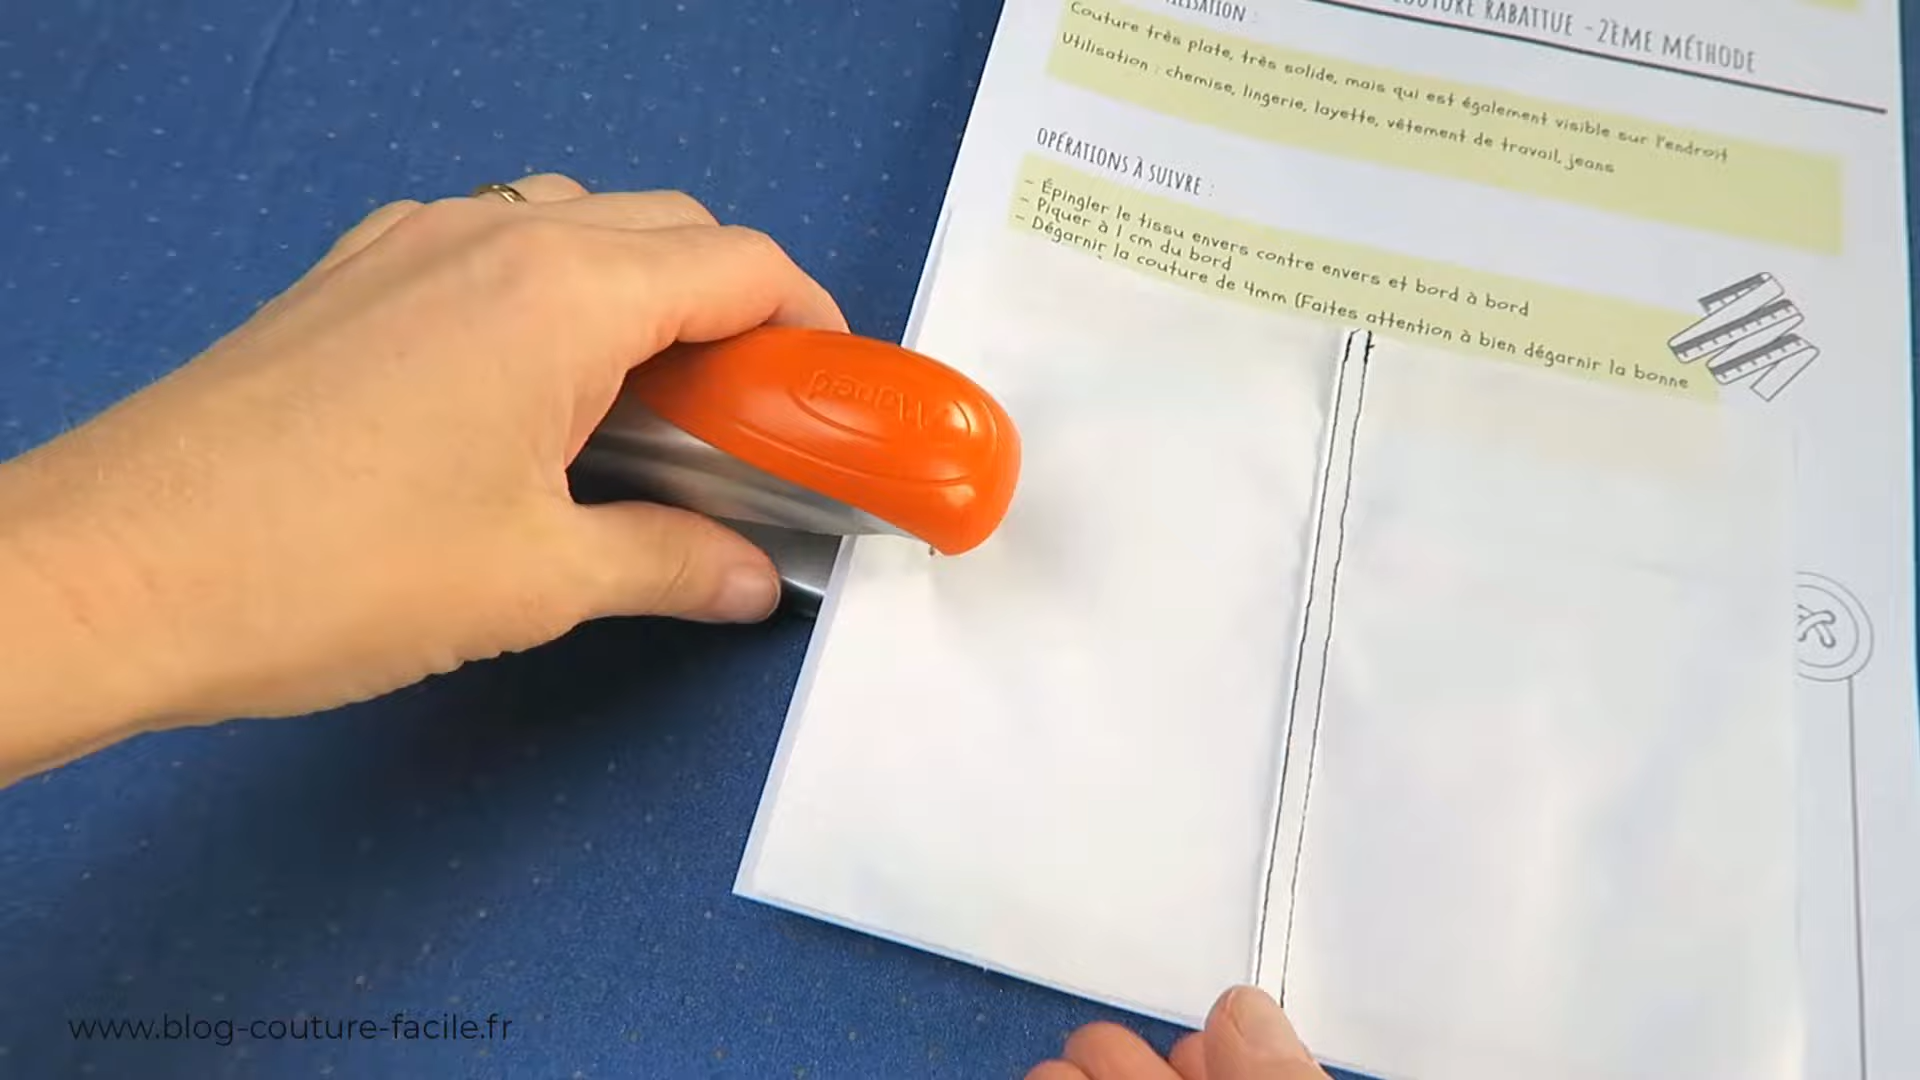 COUTURE RABATTUE - 2ÈME MÉTHODE
Couture très plate, très solide, mais qui est également visible sur l'endroit
Utilisation : chemise, lingerie, layette, vêtement de travail, jeans
OPÉRATIONS À SUIVRE :
- Épingler le tissu envers contre envers et bord à bord
- Piquer à 1 cm du bord
- Dégarnir la couture de 4mm (Faites attention à bien dégarnir la bonne
Maped
www.blog-couture-facile.fr